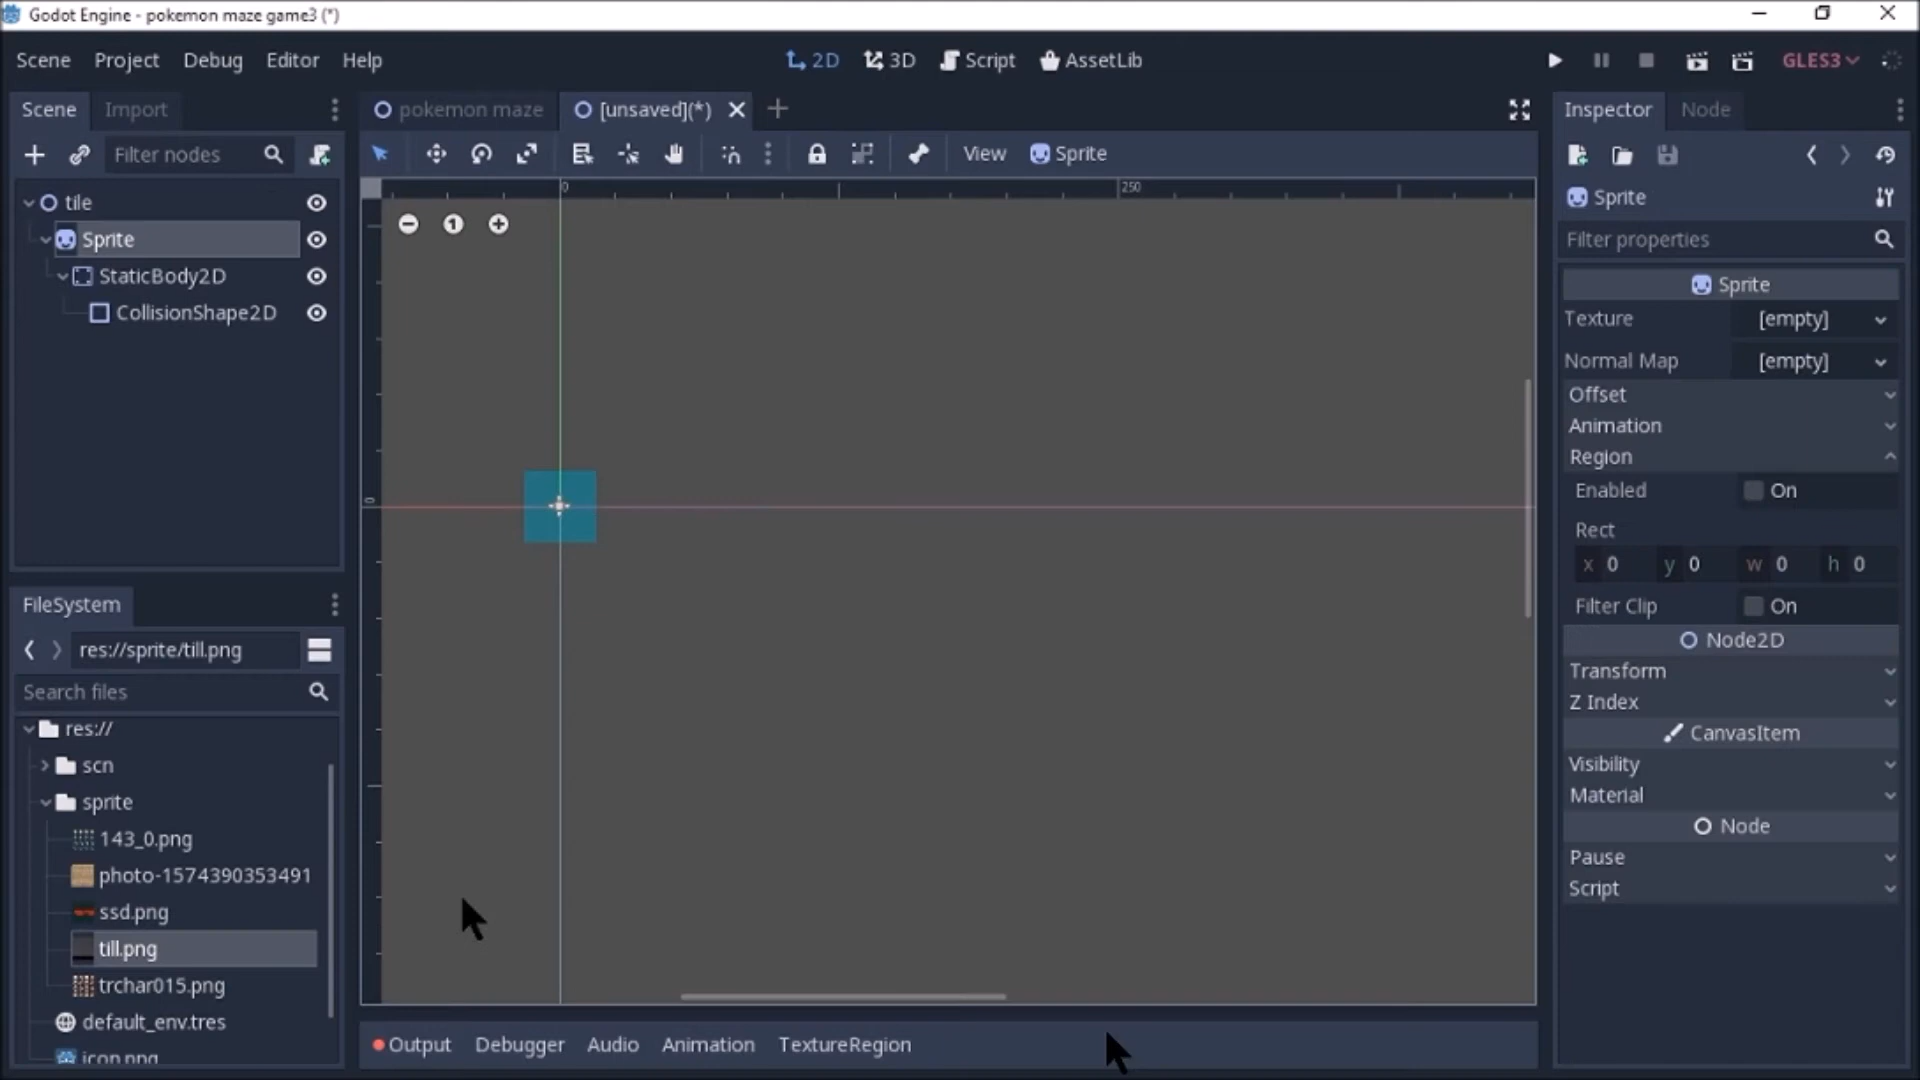 Godot Engine - pokemon maze game3 (*)
Scene Project Debug Editor Help 2D 3D Script AssetLib GLES3
Scene Import
Filter nodes
tile
Sprite
StaticBody2D
CollisionShape2D
FileSystem
res://sprite/till.png
Search files
res://
scn
sprite
143_0.png
photo-1574390353491
ssd.png
till.png
trchar015.png
default_env.tres
icon.png
pokemon maze [unsaved](*)
View Sprite
0 250
1
0
Output Debugger Audio Animation TextureRegion
Inspector Node
Sprite
Filter properties
Sprite
Texture [empty]
Normal Map [empty]
Offset
Animation
Region
Enabled On
Rect
x 0 y 0 w 0 h 0
Filter Clip On
Node2D
Transform
Z Index
CanvasItem
Visibility
Material
Node
Pause
Script